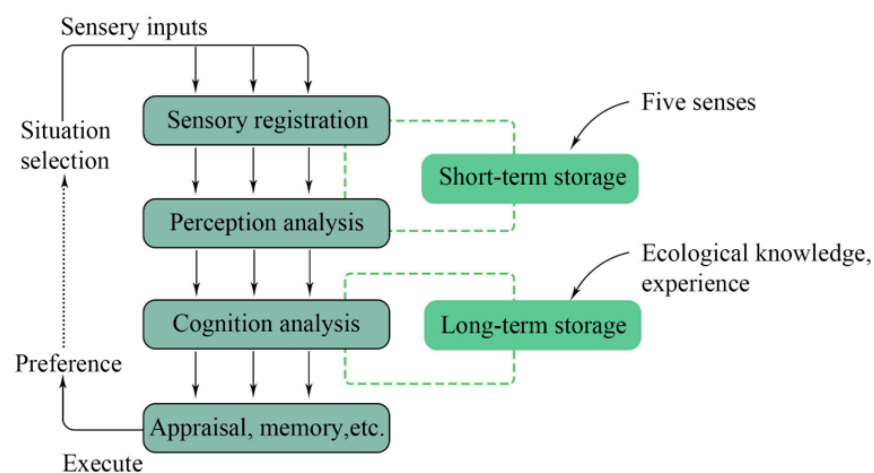 Sensery inputs
Sensory registration
Five senses
Situation
selection
Short-term storage
Perception analysis
Ecological knowledge,
experience
Cognition analysis
Long-term storage
Preference
Appraisal, memory,etc.
Execute